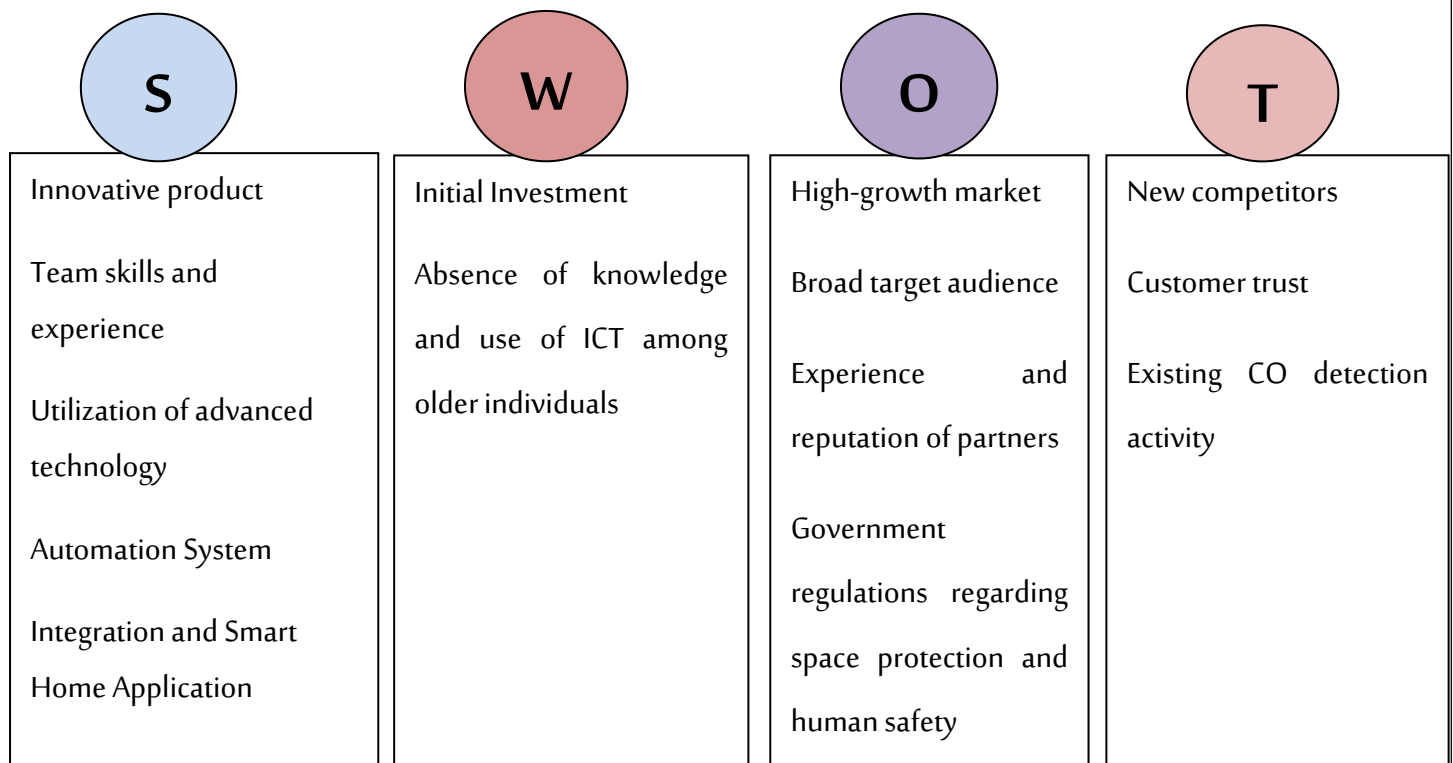 S
Innovative product
Team skills and
experience
Utilization of advanced
technology
Automation System
Integration and Smart
Home Application
W
Initial Investment
Absence of knowledge
and use of ICT among
older individuals
O
High-growth market
Broad target audience
Experience and
reputation of partners
Government
regulations regarding
space protection and
human safety
T
New competitors
Customer trust
Existing CO detection
activity